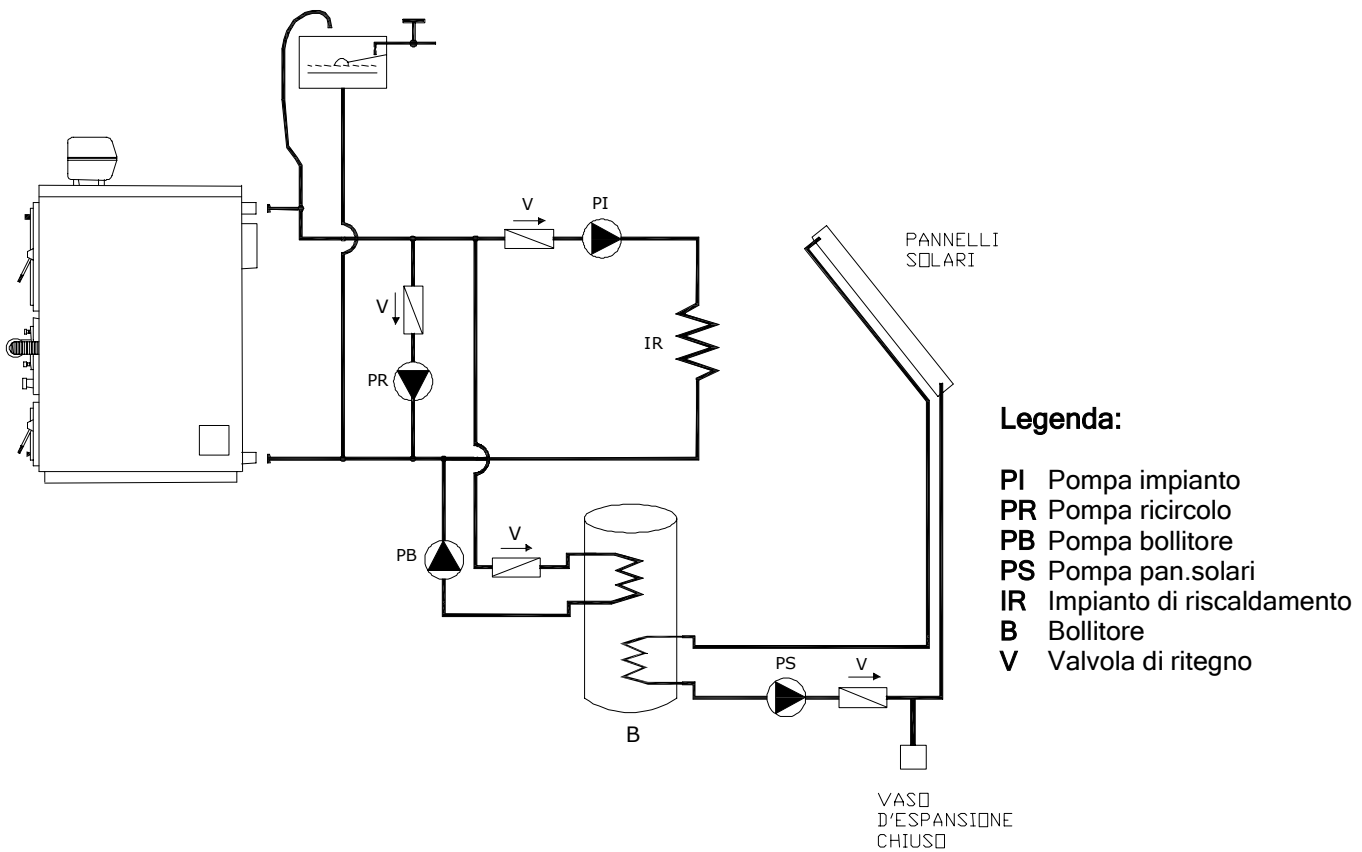 V
PI
PANNELLI
SOLARI
V
IR
PR
Legenda:
PI Pompa impianto
PR Pompa ricircolo
PB Pompa bollitore
PS Pompa pan.solari
IR Impianto di riscaldamento
B Bollitore
V Valvola di ritegno
V
PB
PS
V
B
VASO
D'ESPANSIONE
CHIUSO